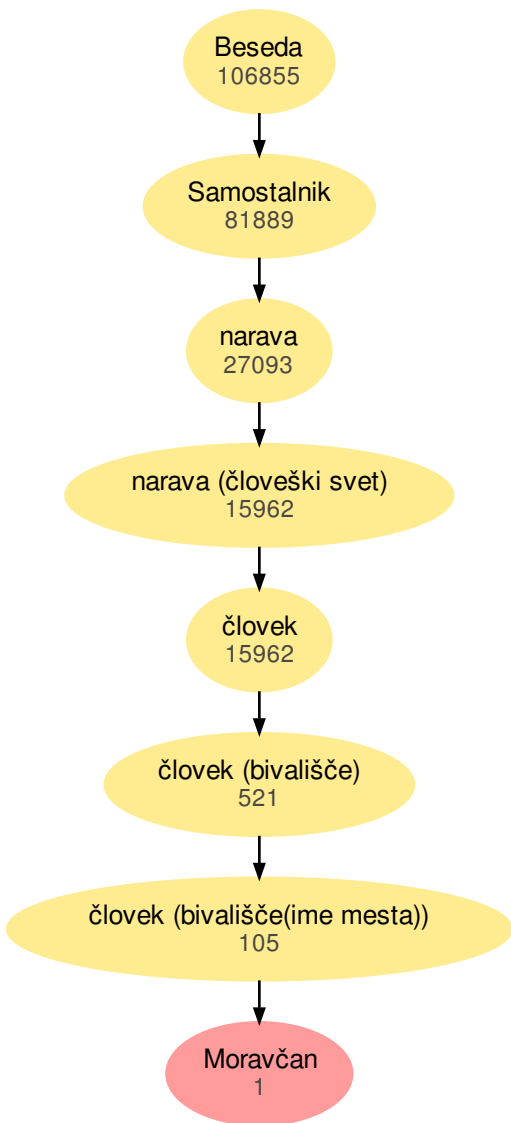 Beseda
106855
Samostalnik
81889
narava
27093
narava (človeški svet)
15962
človek
15962
človek (bivališče)
521
človek (bivališče(ime mesta))
105
Moravčan
1